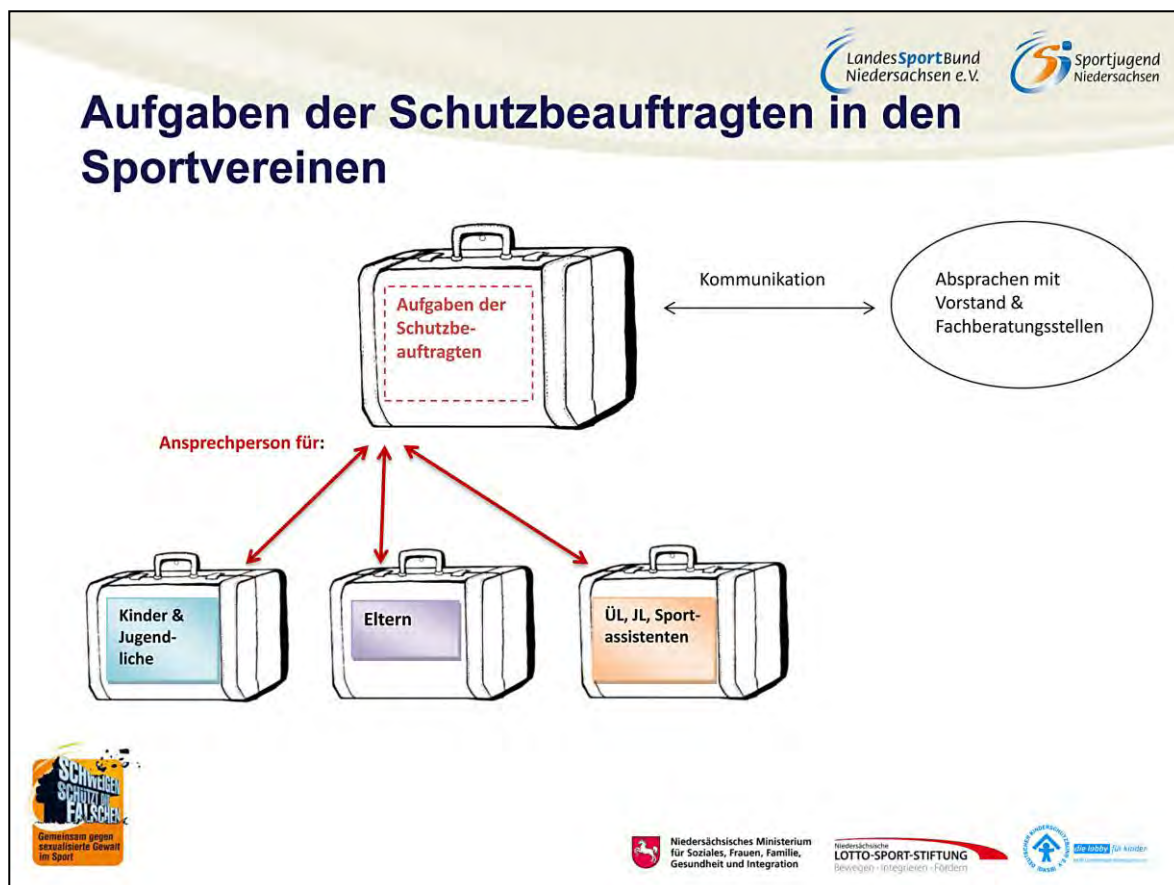 LandesSportBund
Niedersachsen e.V.
Sportjugend
Niedersachsen
Aufgaben der Schutzbeauftragten in den
Sportvereinen
Aufgaben der
Schutzbe-
auftragten
Kommunikation
Absprachen mit
Vorstand &
Fachberatungsstellen
Ansprechperson für:
Kinder &
Jugend-
liche
Eltern
ÜL, JL, Sport-
assistenten
SCHWEIGEN
SCHÜTZT DIE
FALSCHEN
Gemeinsam gegen
sexualisierte Gewalt
im Sport
Niedersächsisches Ministerium
für Soziales, Frauen, Familie,
Gesundheit und Integration
Niedersächsische
LOTTO-SPORT-STIFTUNG
Bewegen - Integrieren - Fördern
DEUTSCHER KINDERSCHUTZBUND
die lobby für kinder